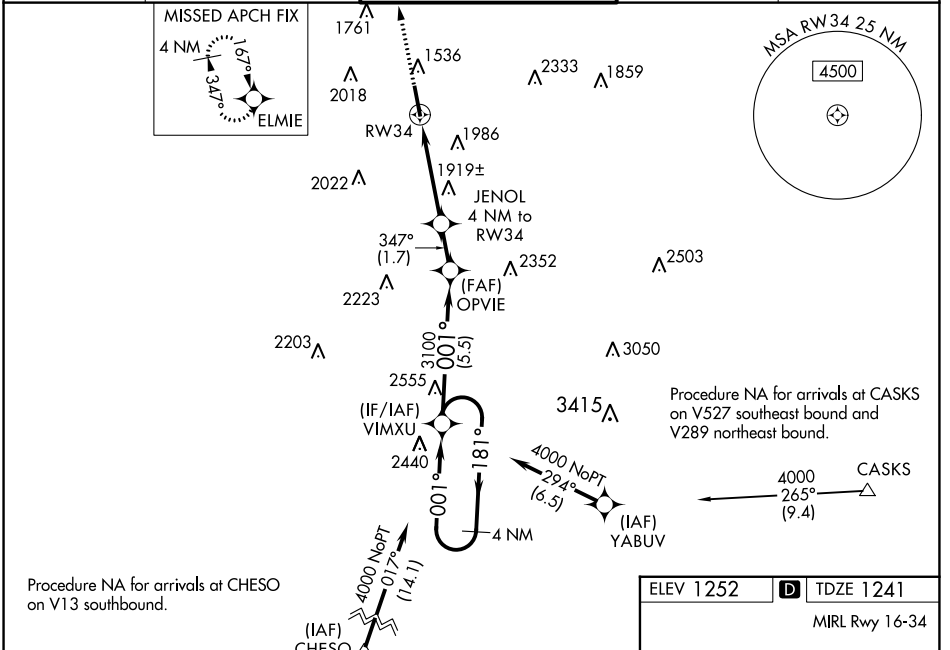 MISSED APCH FIX
4 NM
167°
347°
ELMIE
1761
1536
2018
2333
1859
MSA RW34 25 NM
4500
RW34
1986
1919±
2022
JENOL
4 NM to
RW34
347°
(1.7)
2352
2503
2223
(FAF)
OPVIE
2203
3100
001°
(5.5)
3050
2555
(IF/IAF)
VIMXU
3415
Procedure NA for arrivals at CASKS
on V527 southeast bound and
V289 northeast bound.
2440
181°
001°
4 NM
4000 NoPT
294°
(6.5)
(IAF)
YABUV
4000
265°
(9.4)
CASKS
4000 NoPT
017°
(14.1)
Procedure NA for arrivals at CHESO
on V13 southbound.
(IAF)
CHESO
ELEV 1252
D
TDZE 1241
MIRL Rwy 16-34